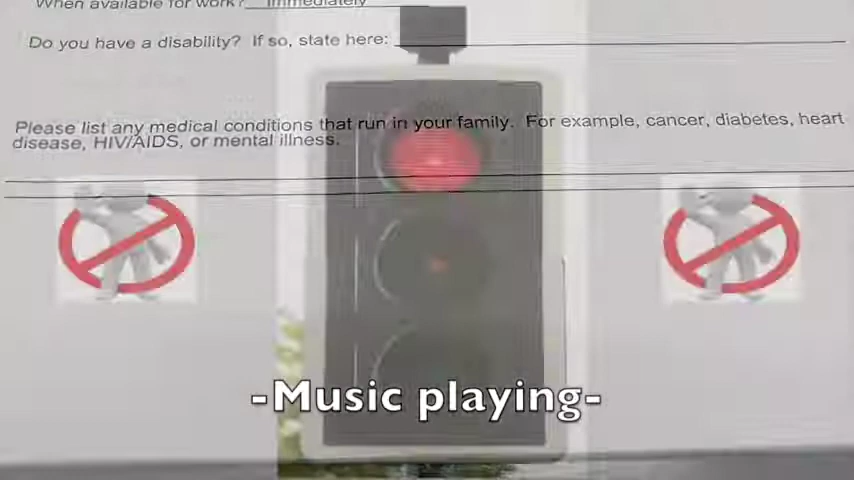 When available for work? Immediately
Do you have a disability? If so, state here:
Please list any medical conditions that run in your family. For example, cancer, diabetes, heart
disease, HIV/AIDS, or mental illness.
-Music playing-